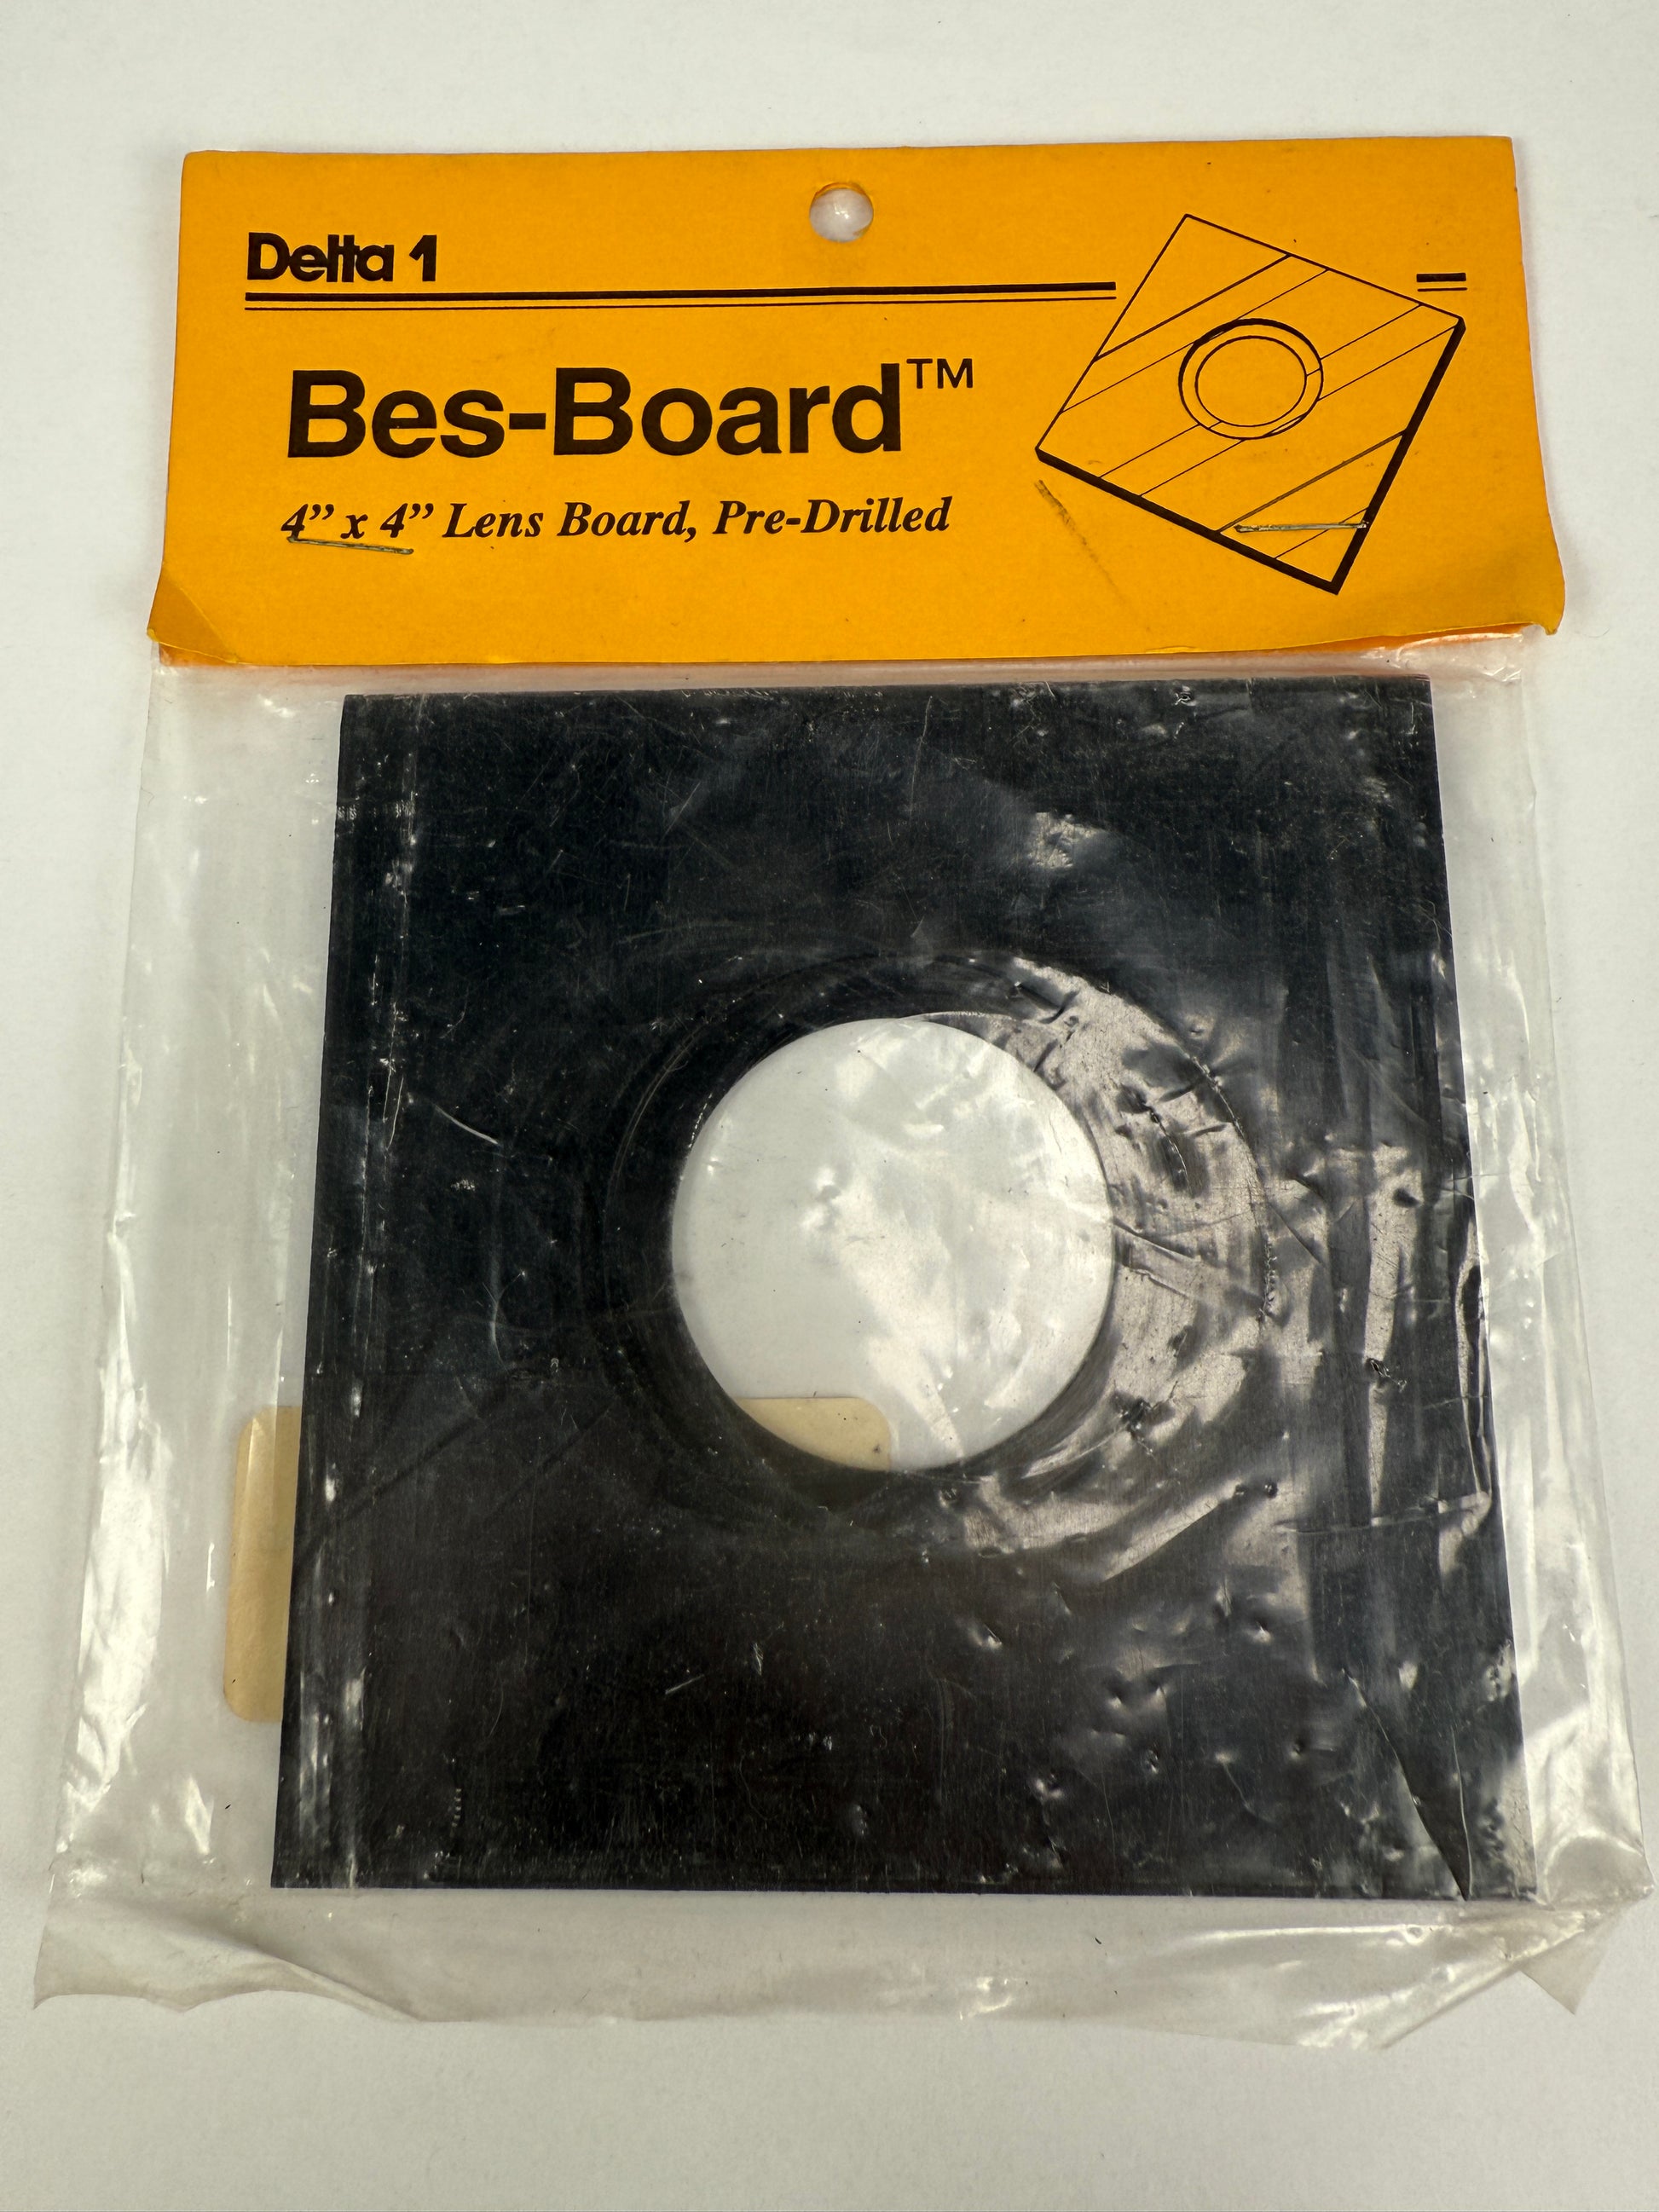 Delta 1
Bes-Board™
4” x 4” Lens Board, Pre-Drilled